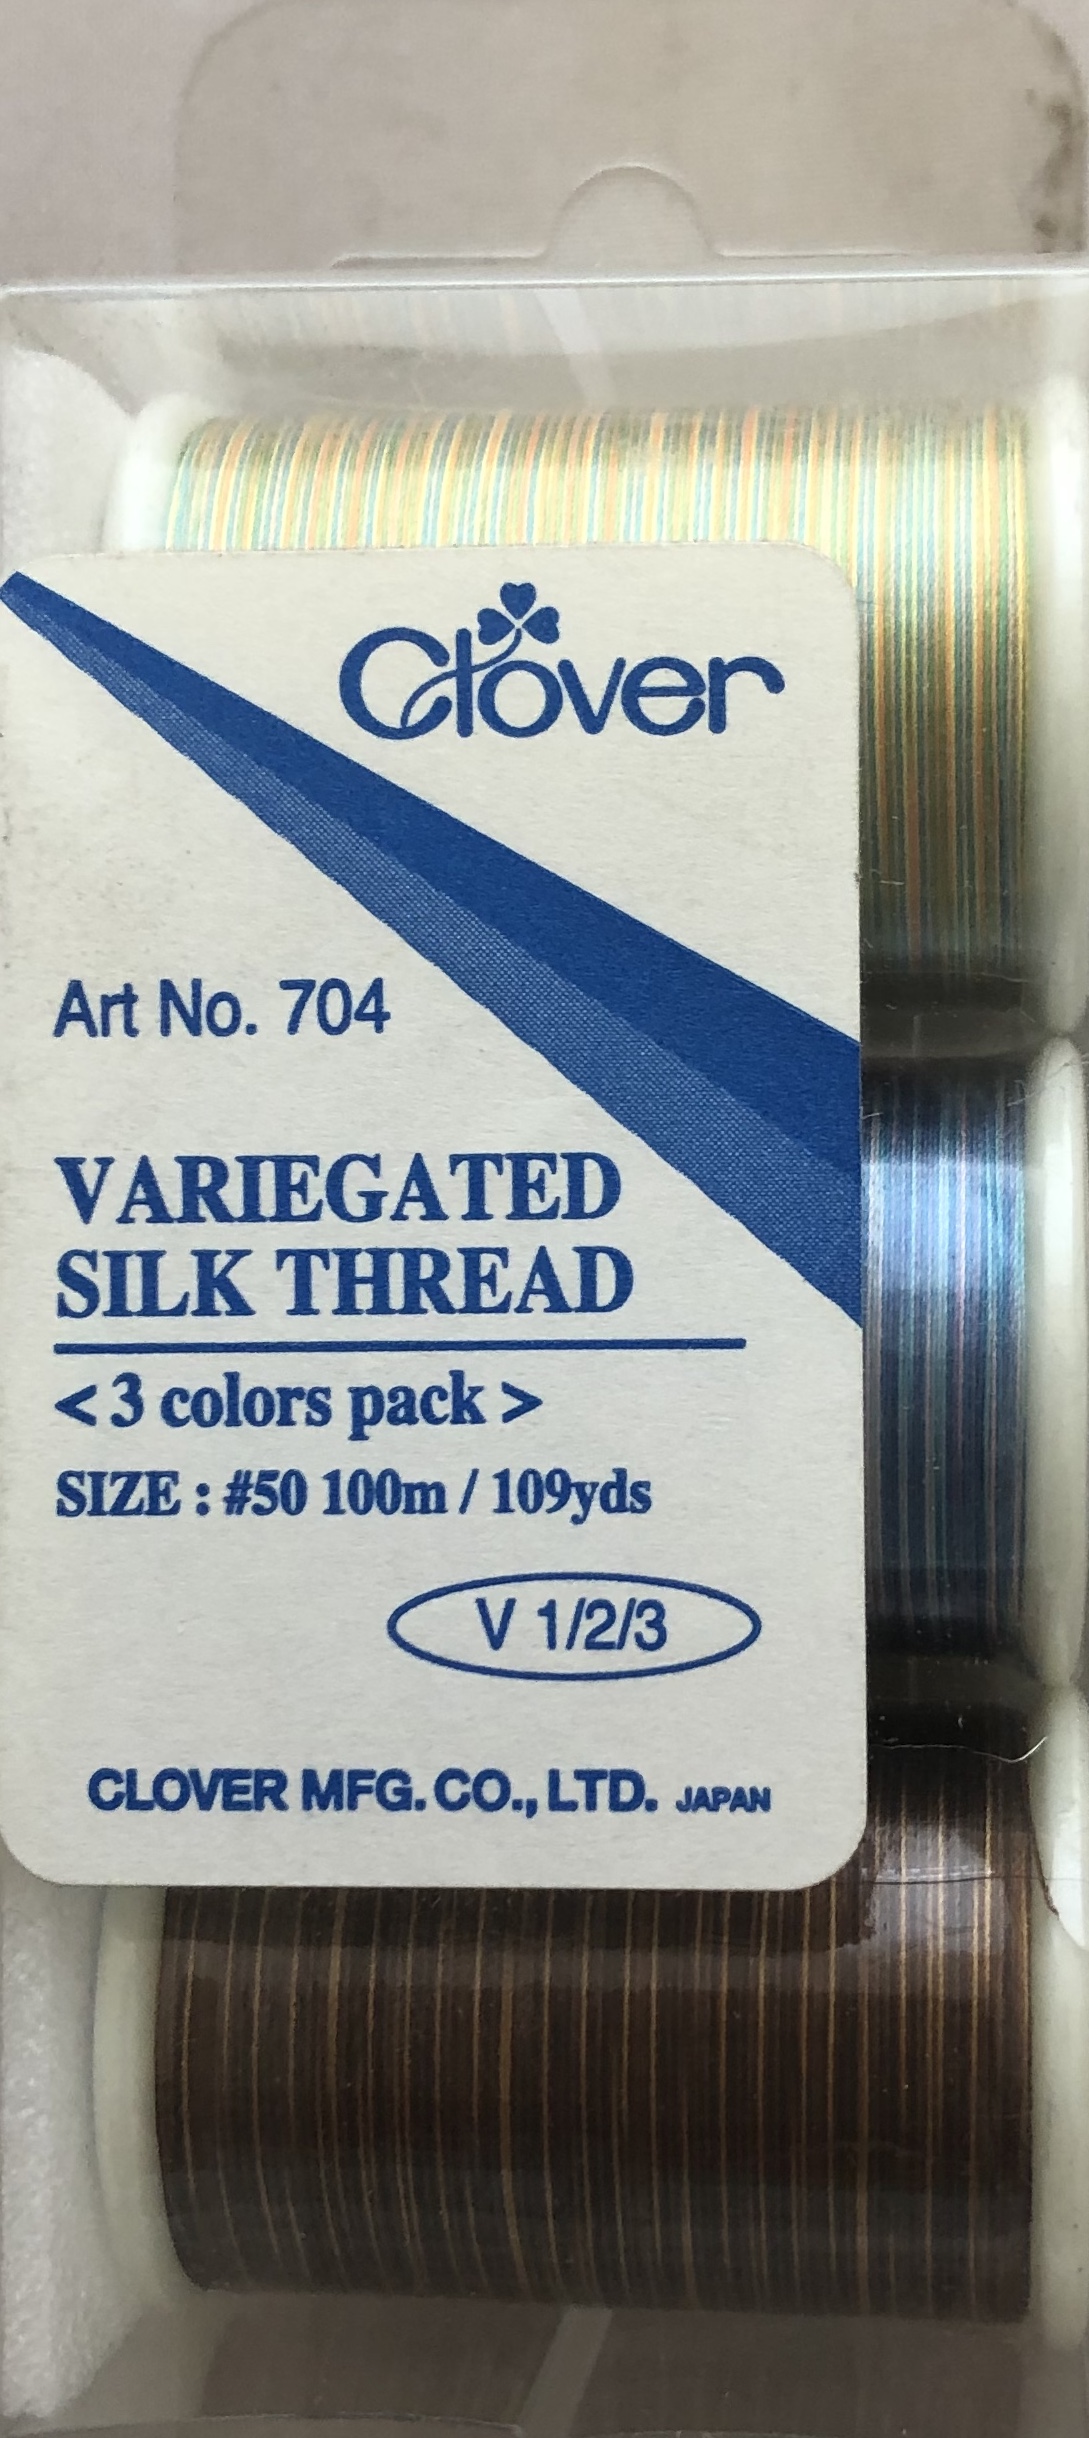 Clover
Art No. 704
VARIEGATED
SILK THREAD
< 3 colors pack >
SIZE : #50 100m / 109yds
V 1/2/3
CLOVER MFG. CO., LTD. JAPAN